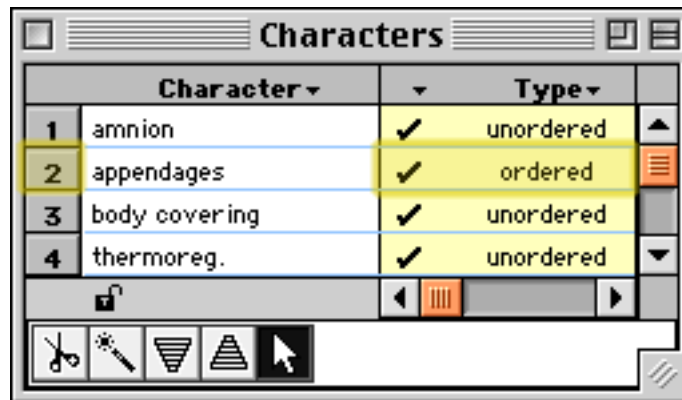 Characters
Character Type
1 amnion ✓ unordered
2 appendages ✓ ordered
3 body covering ✓ unordered
4 thermoreg. ✓ unordered